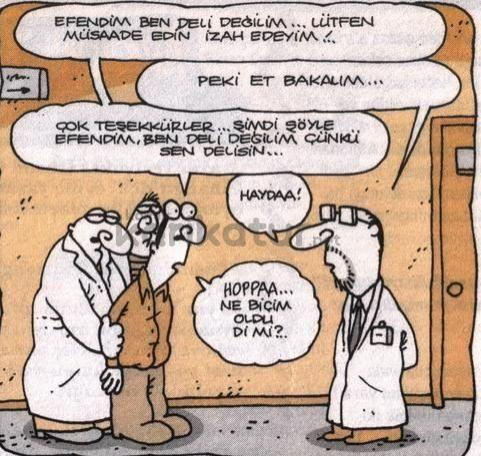 EFENDİM BEN DELİ DEĞİLİM... LÜTFEN
MÜSAADE EDİN İZAH EDEYİM!..
PEKİ ET BAKALIM...
ÇOK TEŞEKKÜRLER... ŞİMDİ ŞÖYLE
EFENDİM, BEN DELİ DEĞİLİM ÇÜNKÜ
SEN DELİSİN...
HAYDAA!
HOPPAA...
NE BİÇİM
OLDU
Dİ Mİ?..